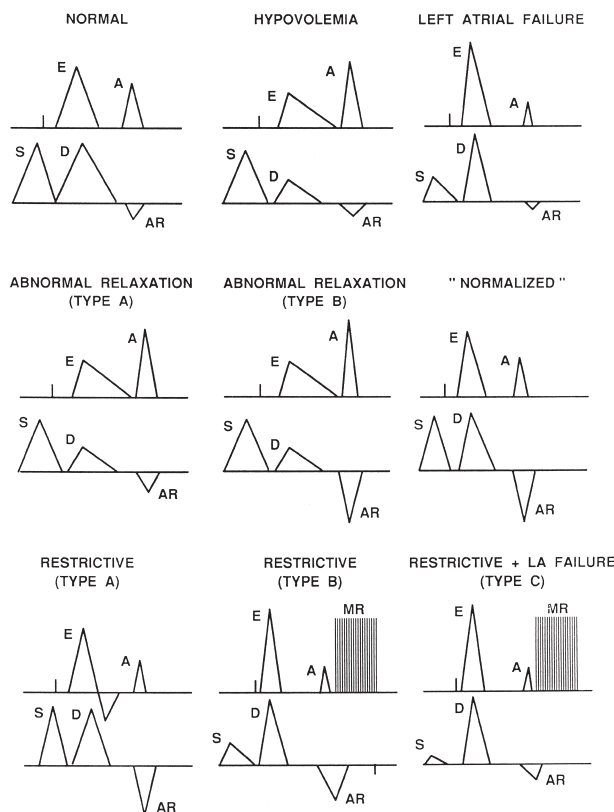 NORMAL
HYPOVOLEMIA
LEFT ATRIAL FAILURE
E
A
S
D
AR
E
A
S
D
AR
E
A
S
D
AR
ABNORMAL RELAXATION
(TYPE A)
ABNORMAL RELAXATION
(TYPE B)
" NORMALIZED "
E
A
S
D
AR
E
A
S
D
AR
E
A
S
D
AR
RESTRICTIVE
(TYPE A)
RESTRICTIVE
(TYPE B)
RESTRICTIVE + LA FAILURE
(TYPE C)
E
A
S
D
AR
E
A
MR
S
D
AR
E
A
MR
S
D
AR